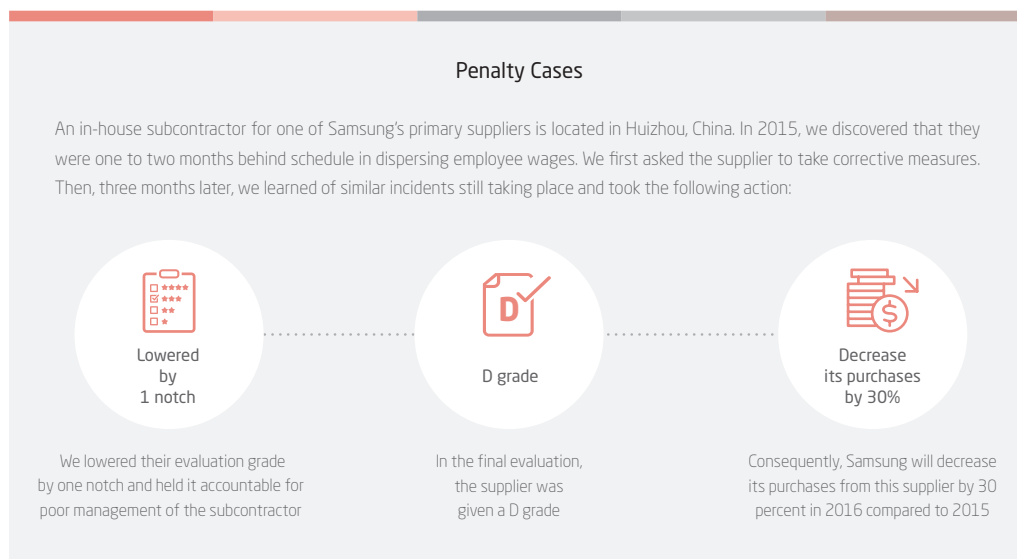 Penalty Cases
An in-house subcontractor for one of Samsung's primary suppliers is located in Huizhou, China. In 2015, we discovered that they
were one to two months behind schedule in dispersing employee wages. We first asked the supplier to take corrective measures.
Then, three months later, we learned of similar incidents still taking place and took the following action:
Lowered
by
1 notch
D
D grade
$
Decrease
its purchases
by 30%
We lowered their evaluation grade
by one notch and held it accountable for
poor management of the subcontractor
In the final evaluation,
the supplier was
given a D grade
Consequently, Samsung will decrease
its purchases from this supplier by 30
percent in 2016 compared to 2015